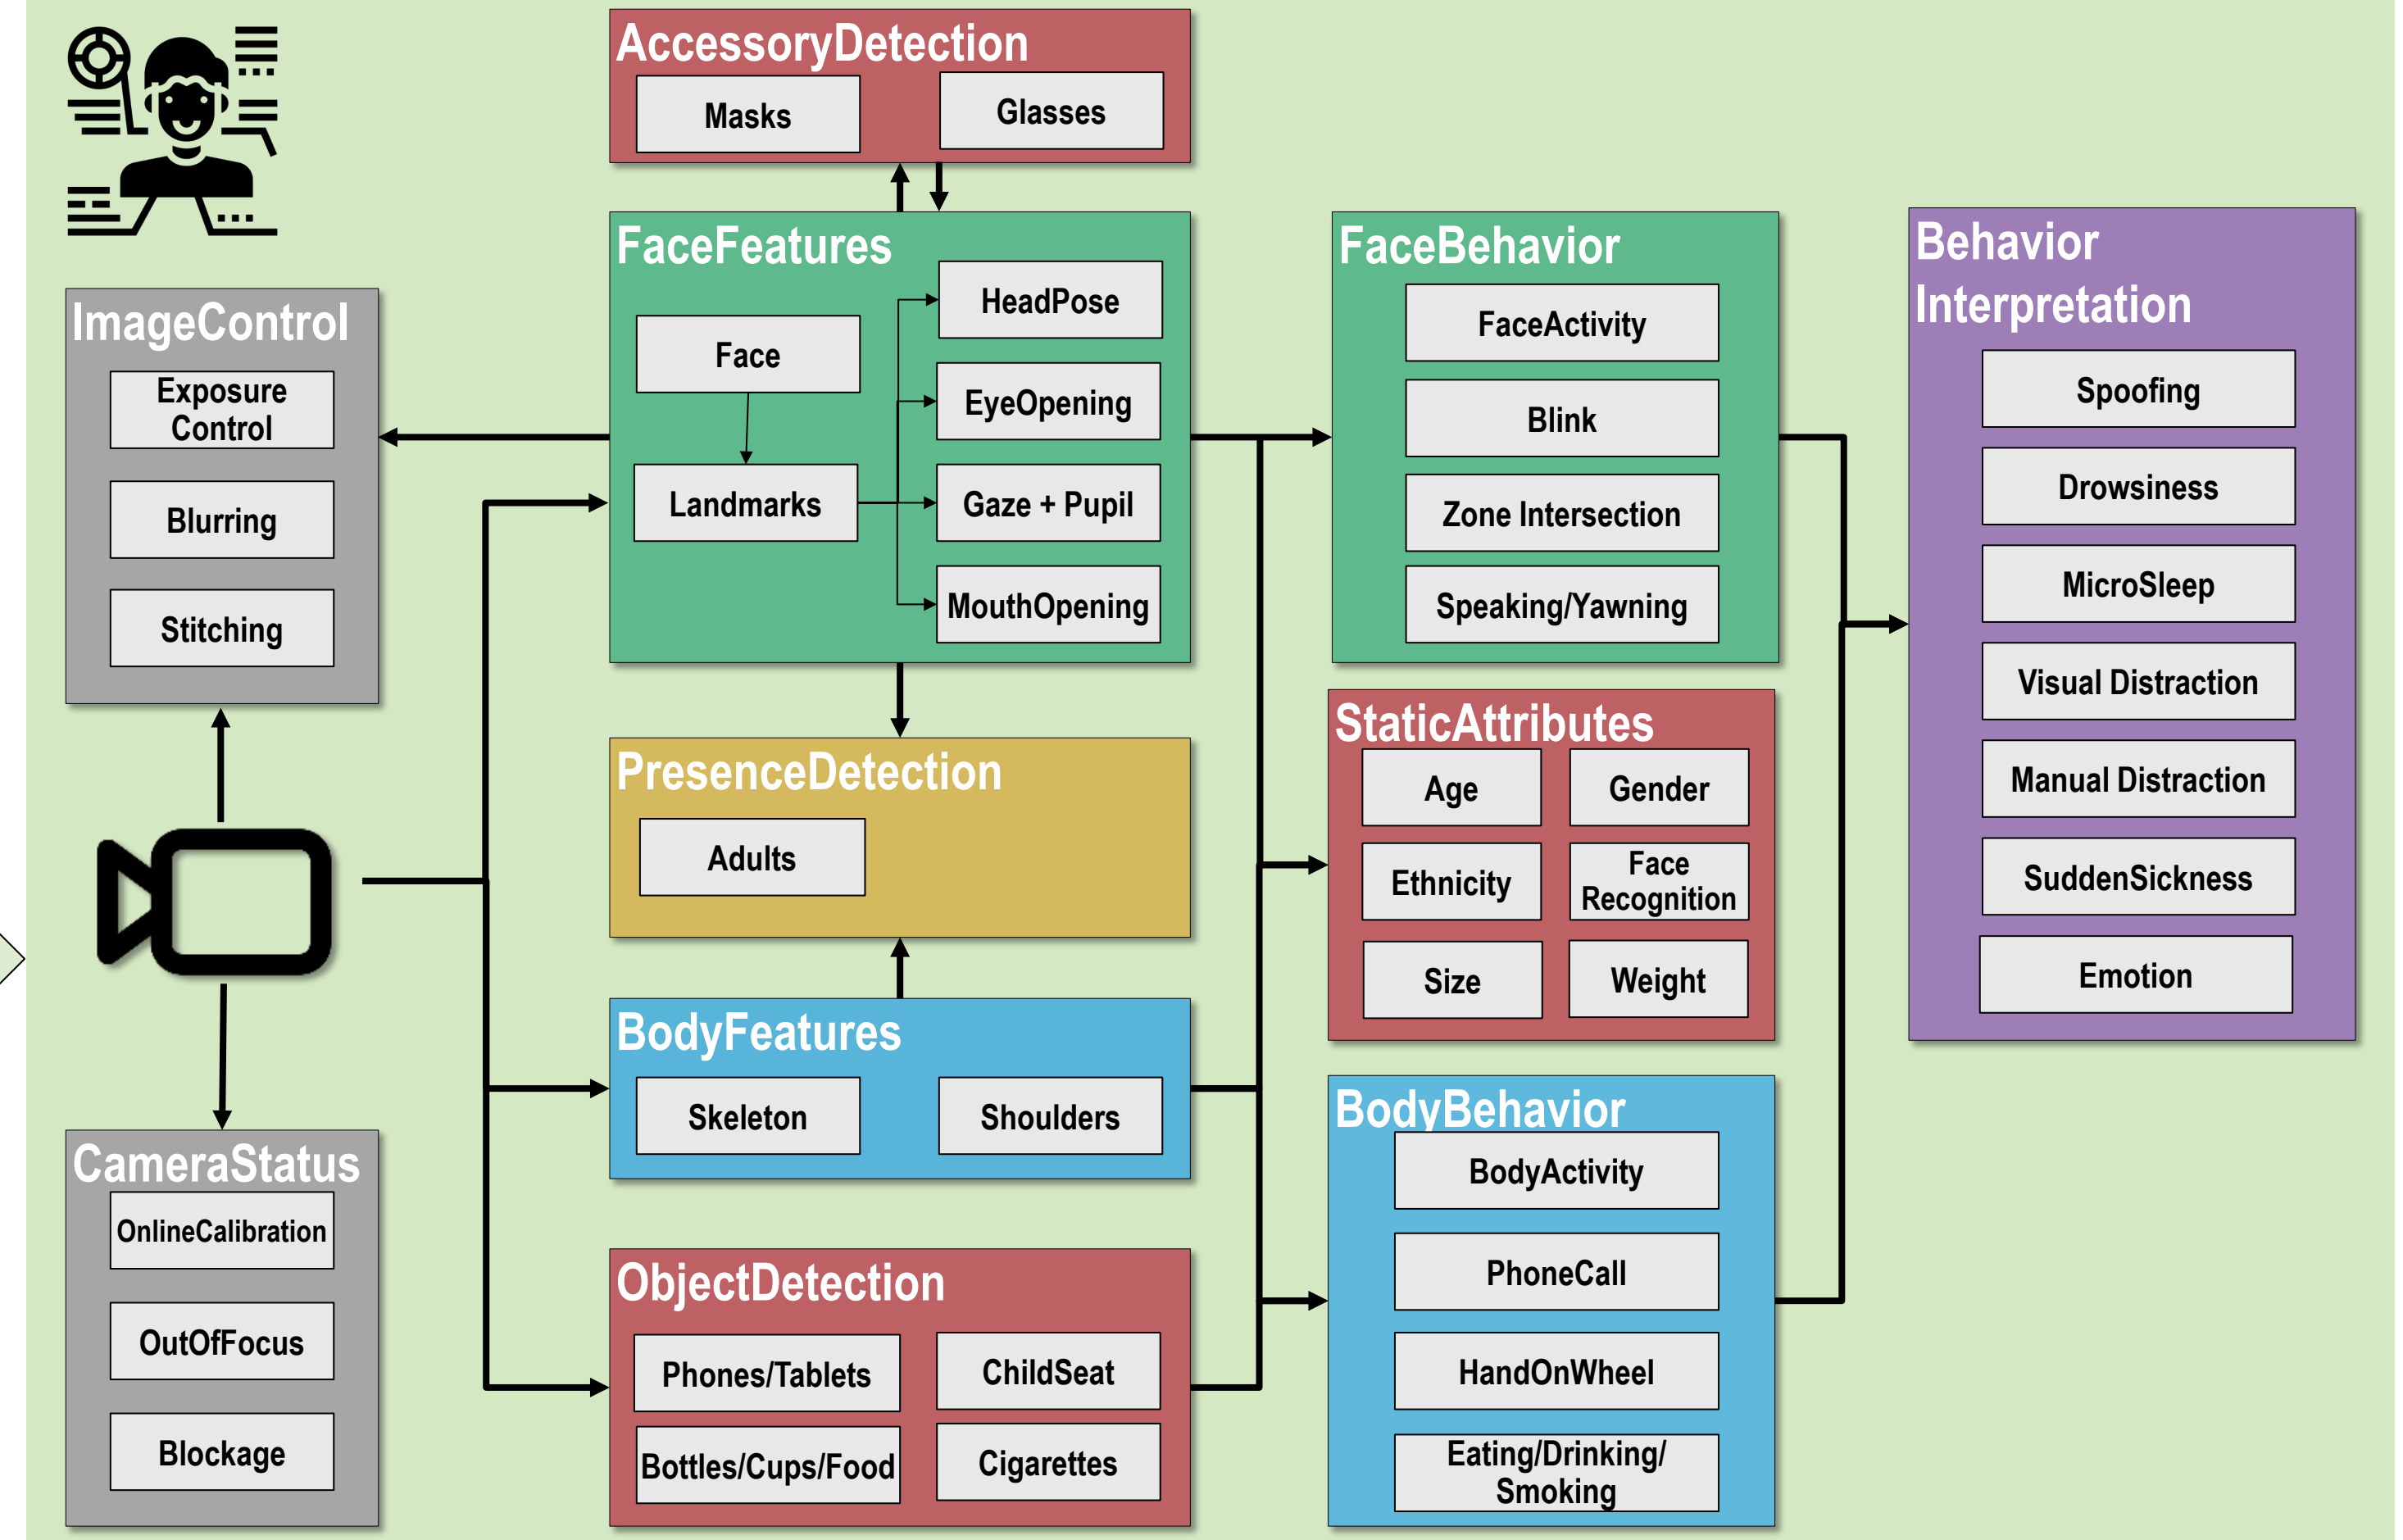 AccessoryDetection
Masks
Glasses
FaceFeatures
Face
Landmarks
HeadPose
EyeOpening
Gaze + Pupil
MouthOpening
FaceBehavior
FaceActivity
Blink
Zone Intersection
Speaking/Yawning
Behavior
Interpretation
Spoofing
Drowsiness
MicroSleep
Visual Distraction
Manual Distraction
SuddenSickness
Emotion
ImageControl
Exposure
Control
Blurring
Stitching
PresenceDetection
Adults
StaticAttributes
Age
Gender
Ethnicity
Face
Recognition
Size
Weight
BodyFeatures
Skeleton
Shoulders
BodyBehavior
BodyActivity
PhoneCall
HandOnWheel
Eating/Drinking/
Smoking
CameraStatus
OnlineCalibration
OutOfFocus
Blockage
ObjectDetection
Phones/Tablets
ChildSeat
Bottles/Cups/Food
Cigarettes